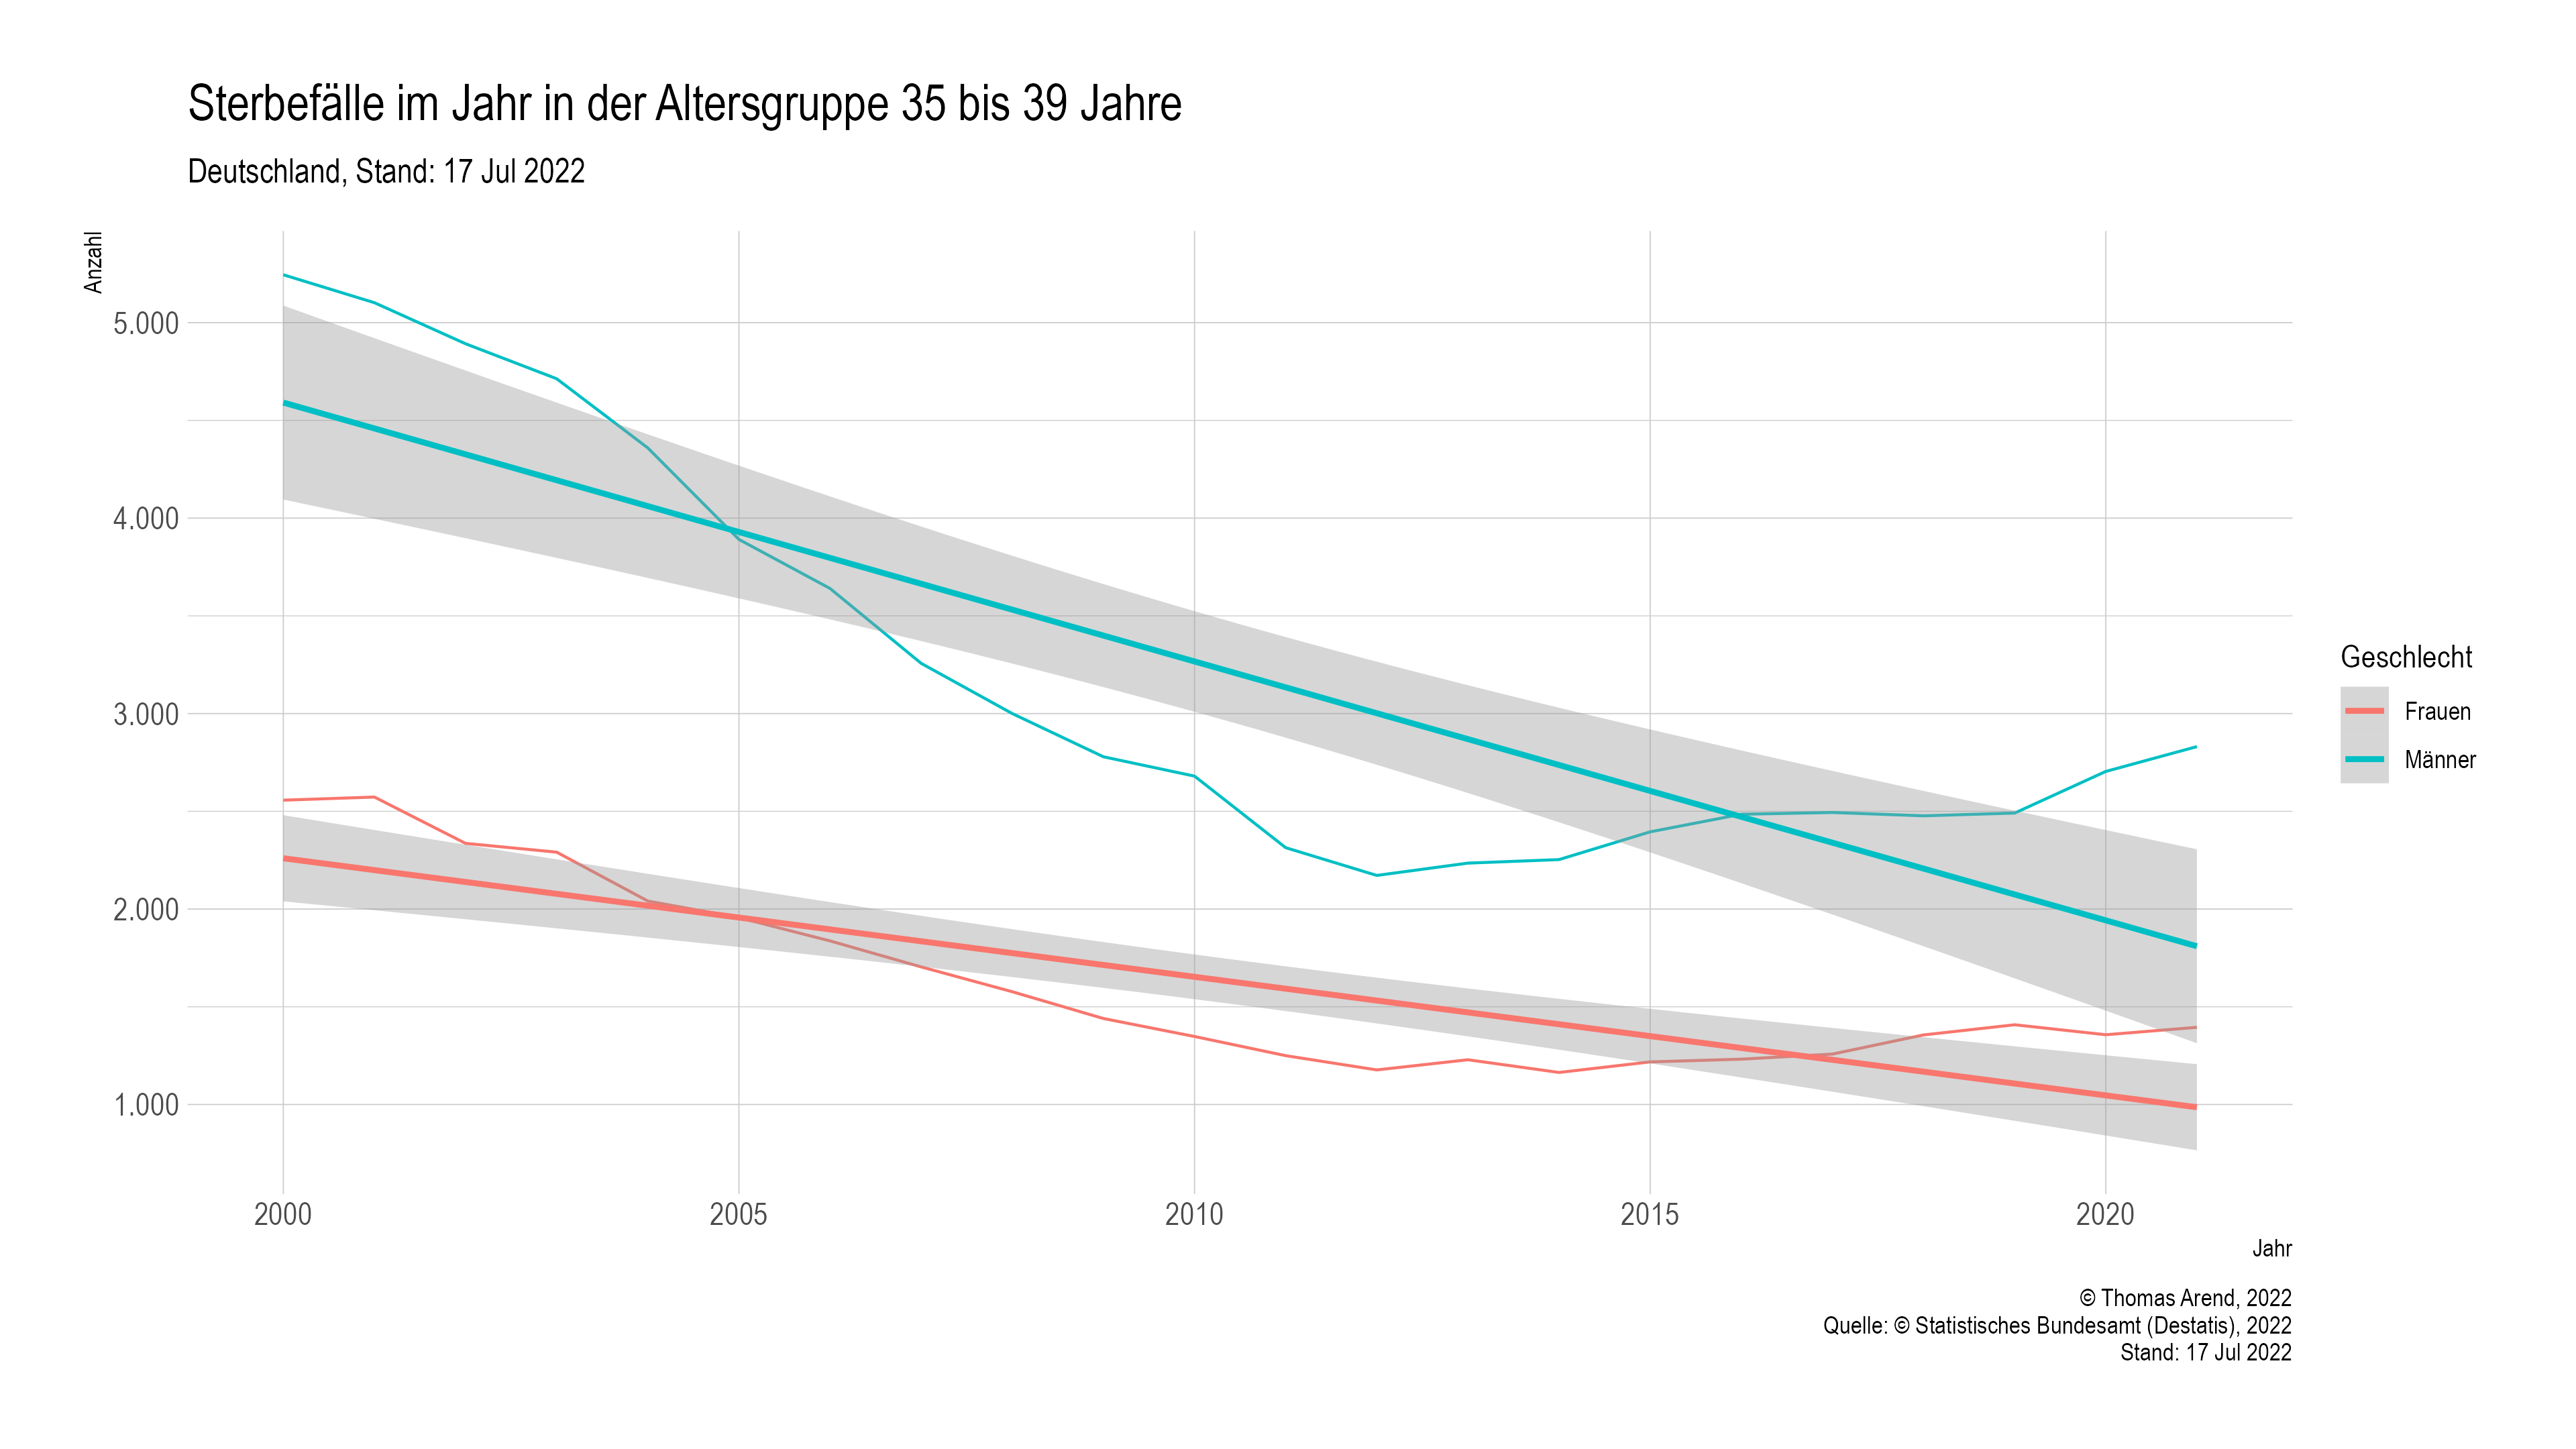 Sterbefälle im Jahr in der Altersgruppe 35 bis 39 Jahre
Deutschland, Stand: 17 Jul 2022
Anzahl
5.000
4.000
3.000
2.000
1.000
2000
2005
2010
2015
2020
Jahr
Geschlecht
Frauen
Männer
© Thomas Arend, 2022
Quelle: © Statistisches Bundesamt (Destatis), 2022
Stand: 17 Jul 2022